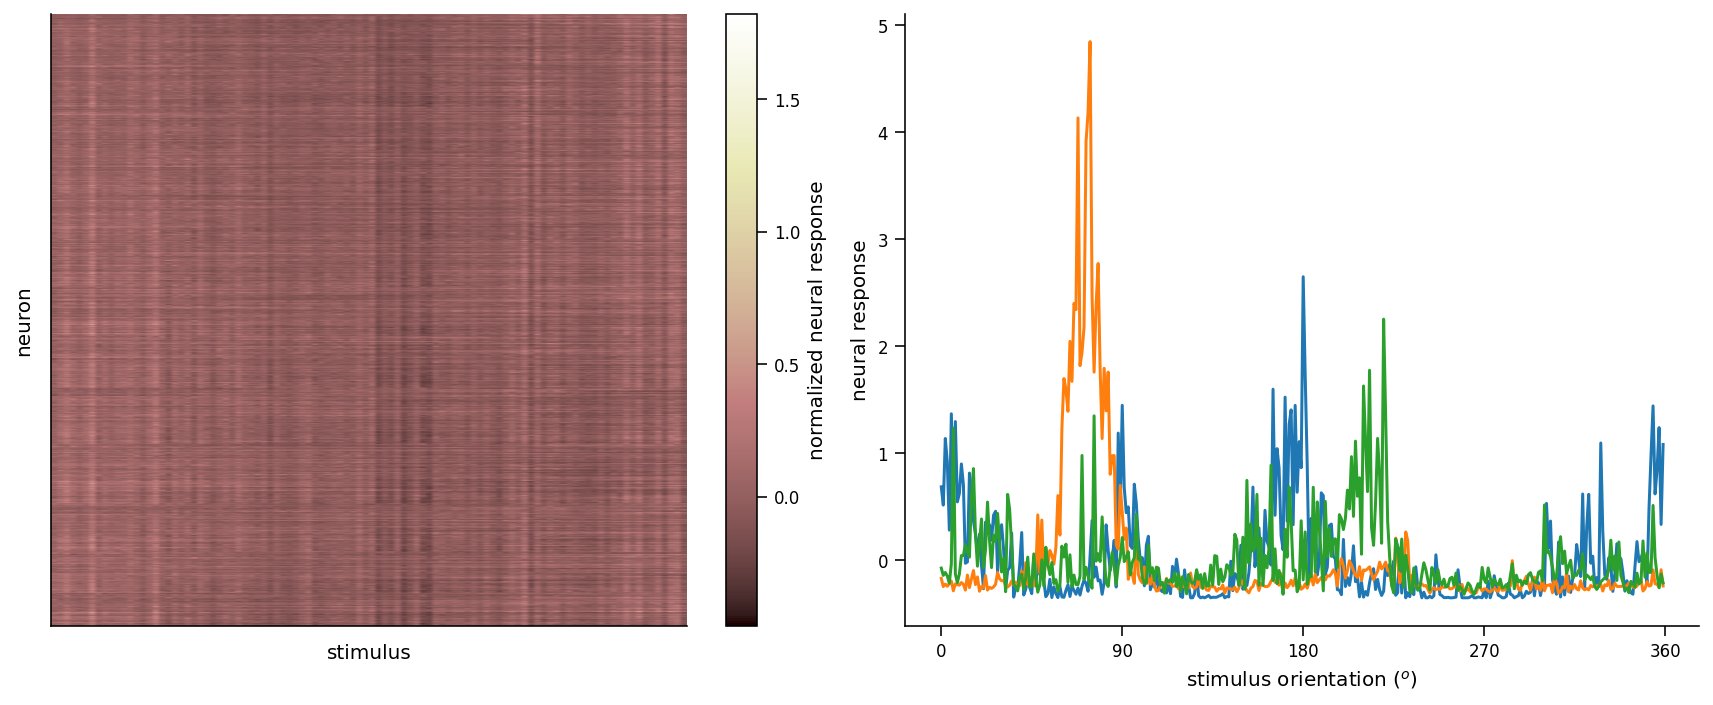 neuron
stimulus
1.5
1.0
0.5
0.0
normalized neural response
neural response
5
4
3
2
1
0
0 90 180 270 360
stimulus orientation (o)